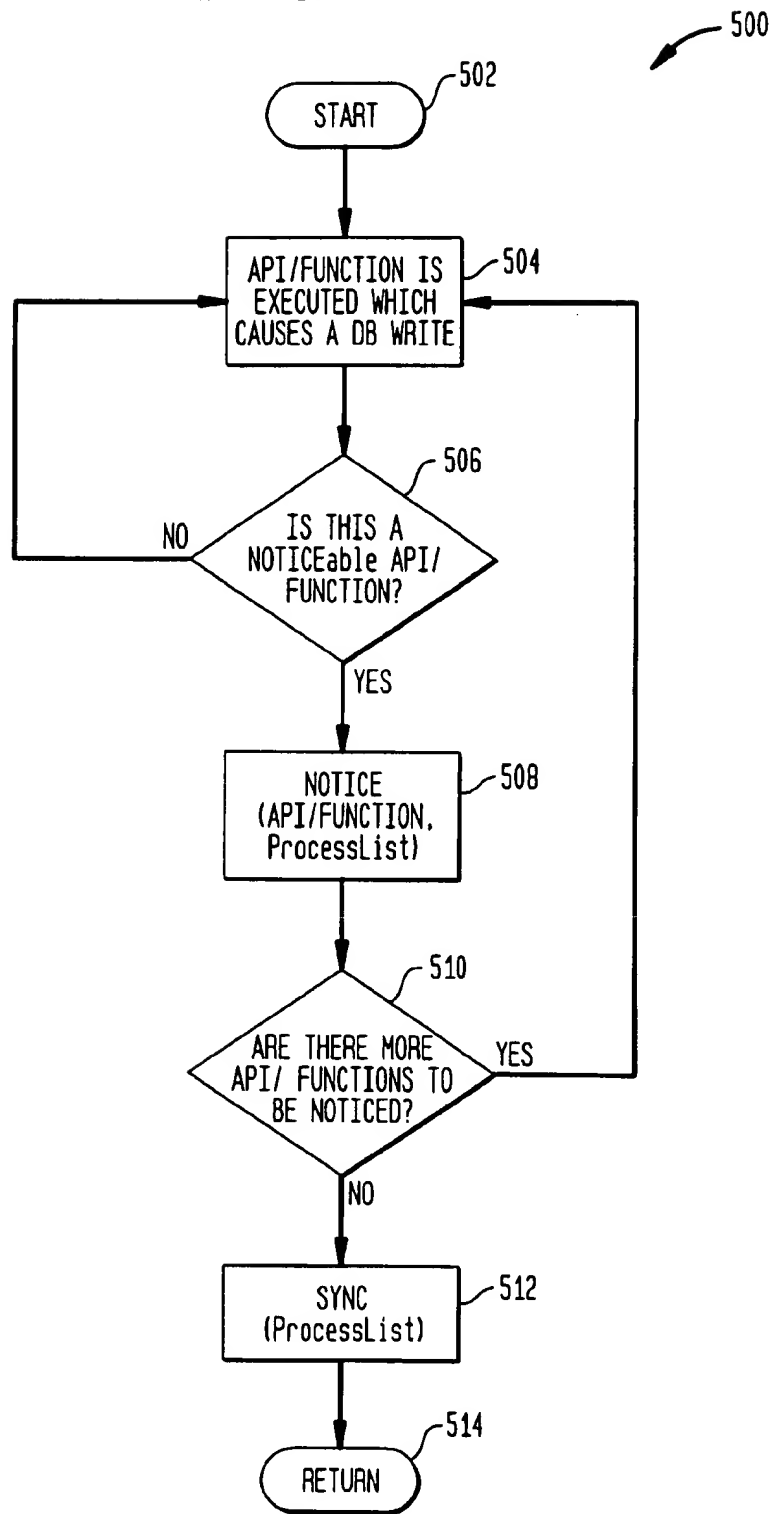 500
502
START
504
API/FUNCTION IS
EXECUTED WHICH
CAUSES A DB WRITE
506
IS THIS A
NOTICEable API/
FUNCTION?
NO
YES
508
NOTICE
(API/FUNCTION,
ProcessList)
510
ARE THERE MORE
API/ FUNCTIONS TO
BE NOTICED?
YES
NO
512
SYNC
(ProcessList)
514
RETURN